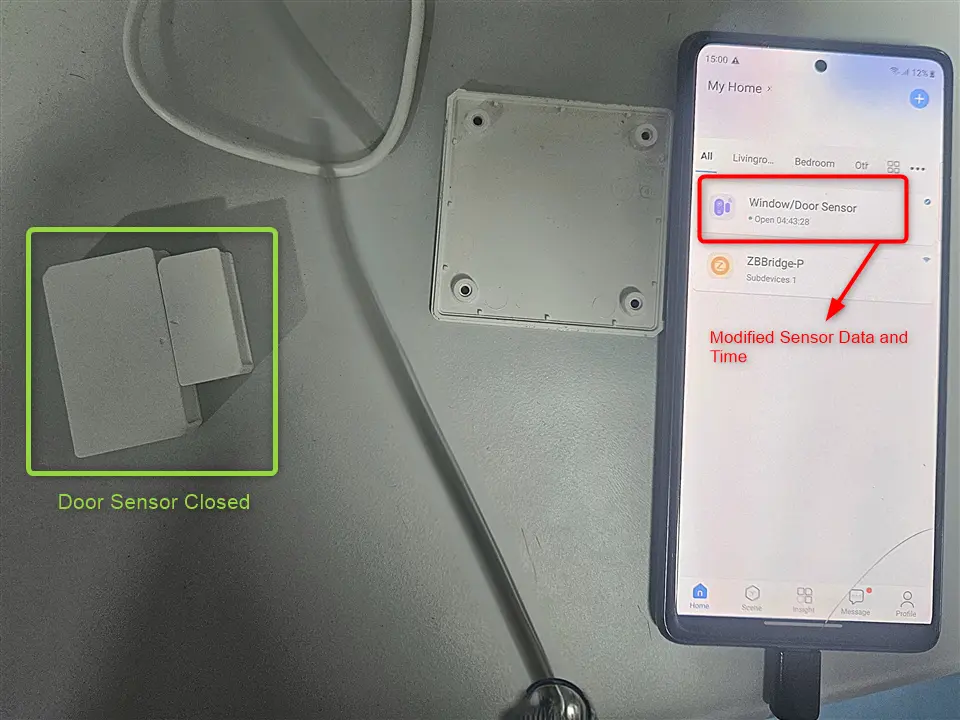 15:00
12%
My Home
All
Livingro...
Bedroom
Otr
Window/Door Sensor
Open 04:43:28
ZBBridge-P
Subdevices 1
Modified Sensor Data and
Time
Door Sensor Closed
Home
Scene
Insight
Message
Profile